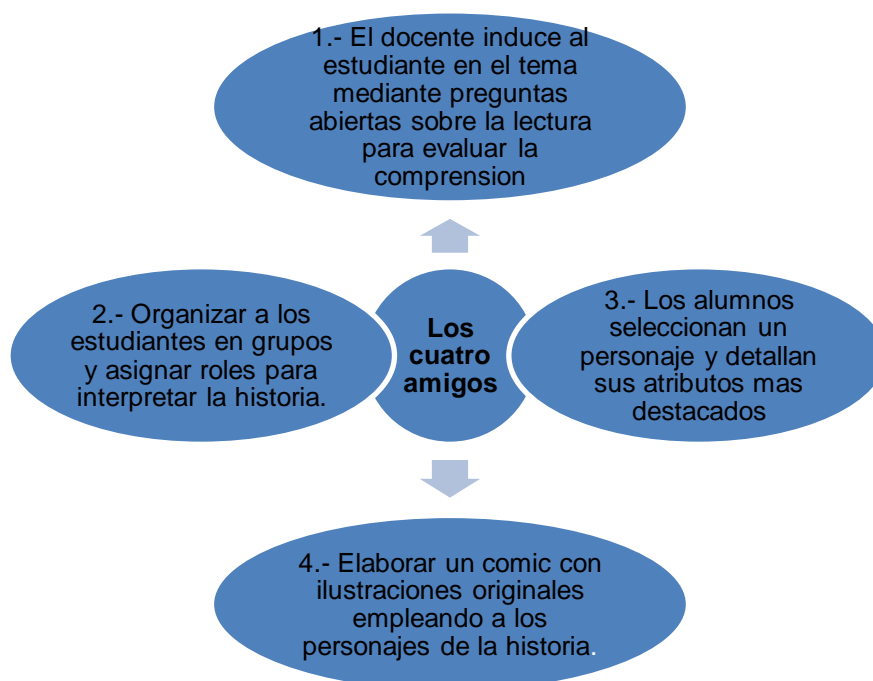 1.- El docente induce al
estudiante en el tema
mediante preguntas
abiertas sobre la lectura
para evaluar la
comprension
2.- Organizar a los
estudiantes en grupos
y asignar roles para
interpretar la historia.
Los
cuatro
amigos
3.- Los alumnos
seleccionan un
personaje y detallan
sus atributos mas
destacados
4.- Elaborar un comic con
ilustraciones originales
empleando a los
personajes de la historia.